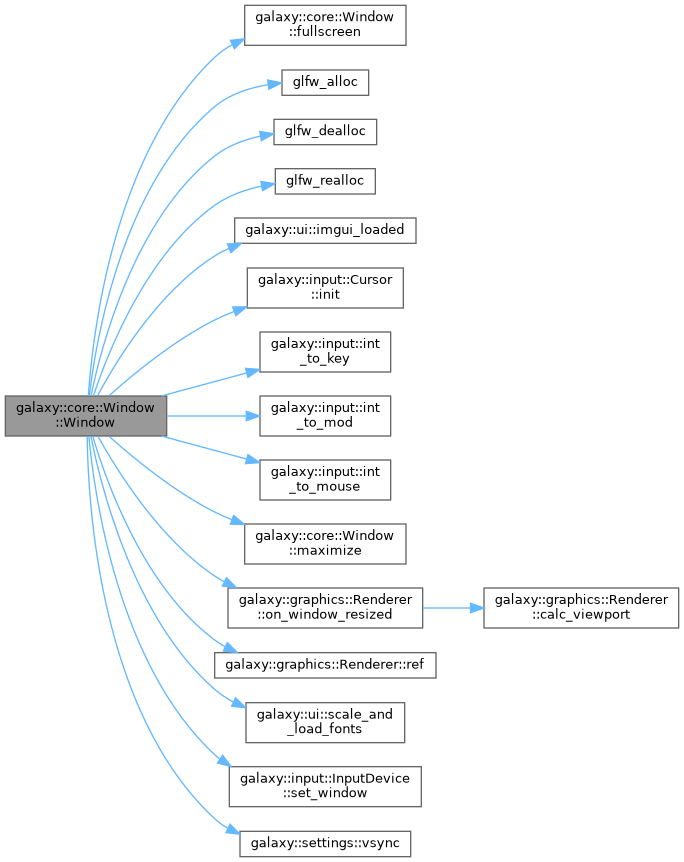 galaxy::core::Window
::fullscreen
glfw_alloc
glfw_dealloc
glfw_realloc
galaxy::ui::imgui_loaded
galaxy::input::Cursor
::init
galaxy::input::int
_to_key
galaxy::core::Window
::Window
galaxy::input::int
_to_mod
galaxy::input::int
_to_mouse
galaxy::core::Window
::maximize
galaxy::graphics::Renderer
::on_window_resized
galaxy::graphics::Renderer
::calc_viewport
galaxy::graphics::Renderer::ref
galaxy::ui::scale_and
_load_fonts
galaxy::input::InputDevice
::set_window
galaxy::settings::vsync